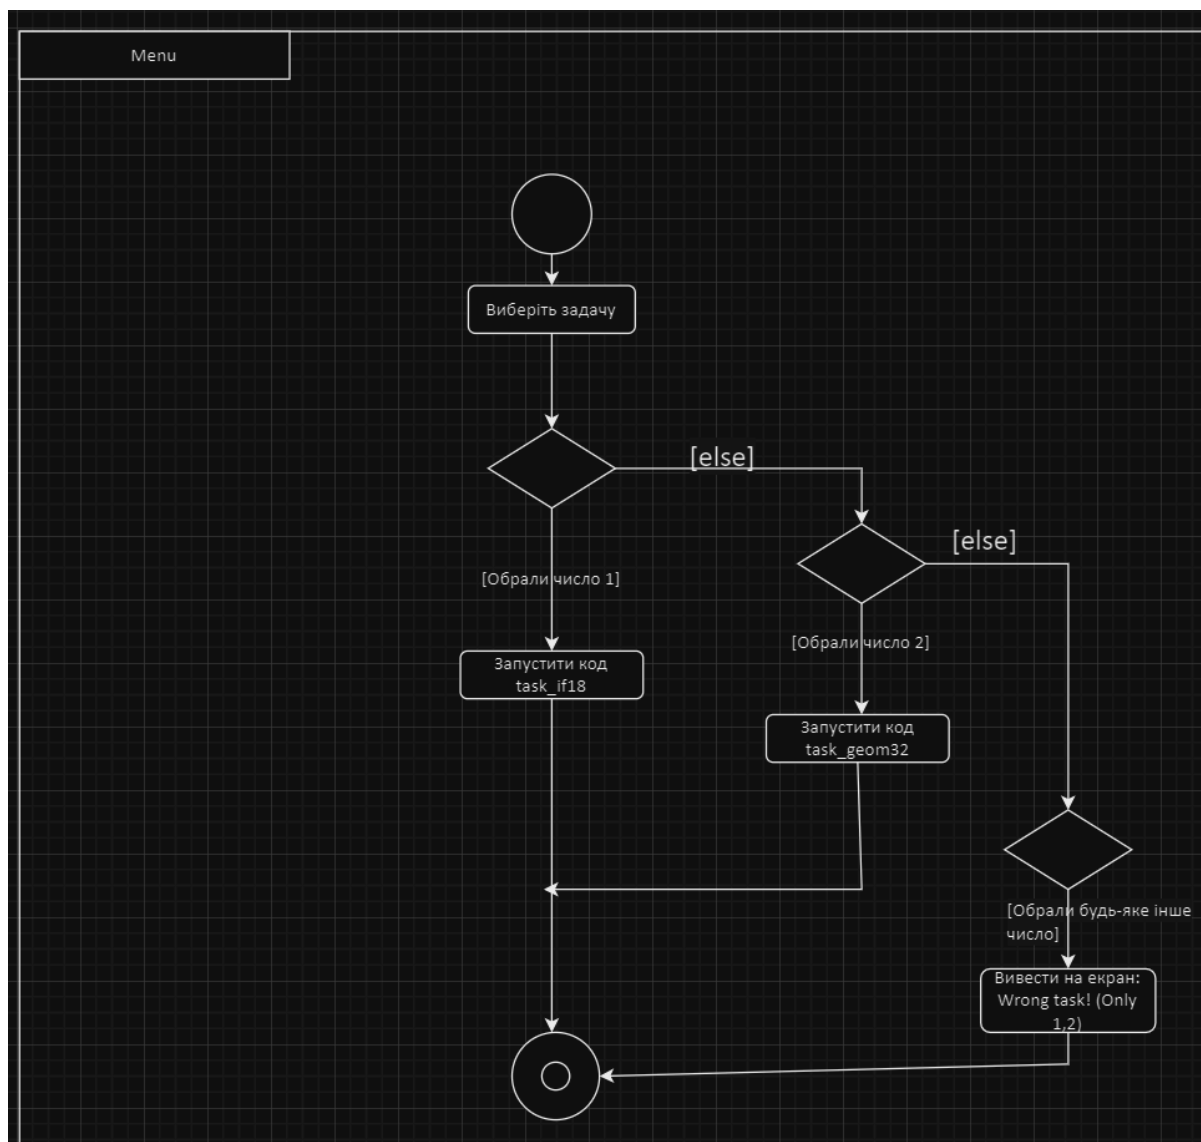 Menu
Виберіть задачу
[else]
[else]
[Обрали число 1]
[Обрали число 2]
Запустити код
task_if18
Запустити код
task_geom32
[Обрали будь-яке інше
число]
Вивести на екран:
Wrong task! (Only
1,2)